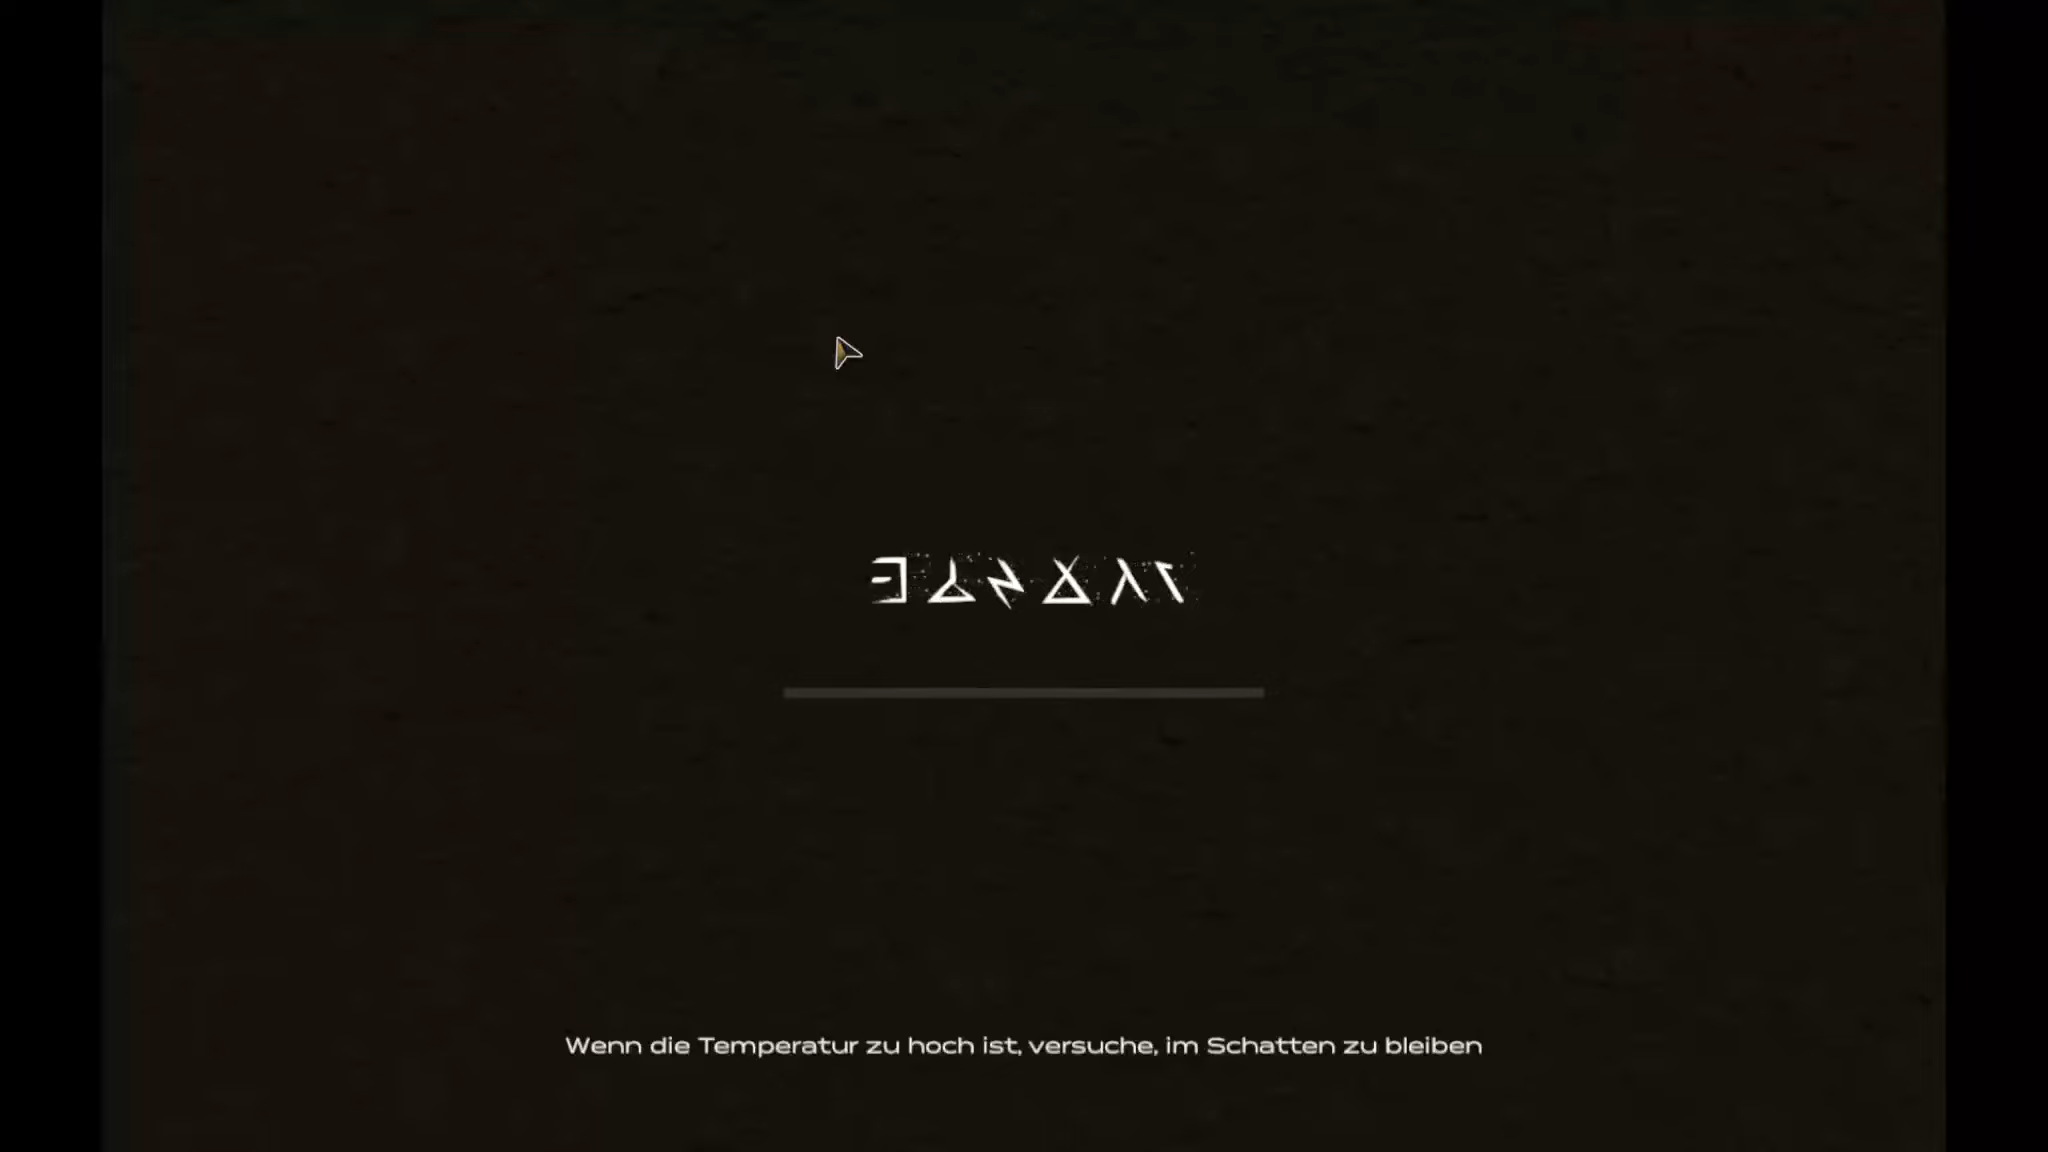 Wenn die Temperatur zu hoch ist, versuche, im Schatten zu bleiben